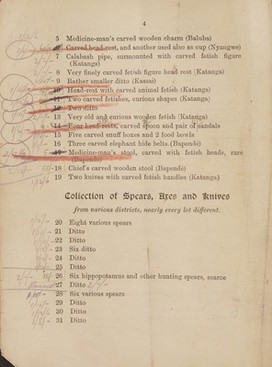 4
5 Medicine-man's carved wooden charm (Baluba)
6 Carved head-rest, and another used also as cup (Nyangwe)
7 Calabash pipe, surmounted with carved fetish figure
(Katanga)
8 Very finely carved fetish figure head rest (Katanga)
9 Rather smaller ditto (Kassai)
10 Head-rest with carved animal fetish (Katanga)
11 Two carved fetishes, curious shapes (Katanga)
12 Two ditto
13 Very old and curious wooden fetish (Katanga)
14 Four head rests, carved spoon and pair of sandals
15 Five carved snuff boxes and 2 food bowls
16 Three carved elephant hide belts (Bapende)
17 Medicine-man's stool, carved with fetish heads, rare
(Bapende)
18 Chief's carved wooden stool (Bapende)
19 Two knives with carved fetish handles (Katanga)
Collection of Spears, Axes and Knives
from various districts, nearly every lot different.
20 Eight various spears
21 Ditto
22 Ditto
23 Six ditto
24 Ditto
25 Ditto
26 Six hippopotamus and other hunting spears, scarce
27 Ditto
28 Six various spears
29 Ditto
30 Ditto
31 Ditto